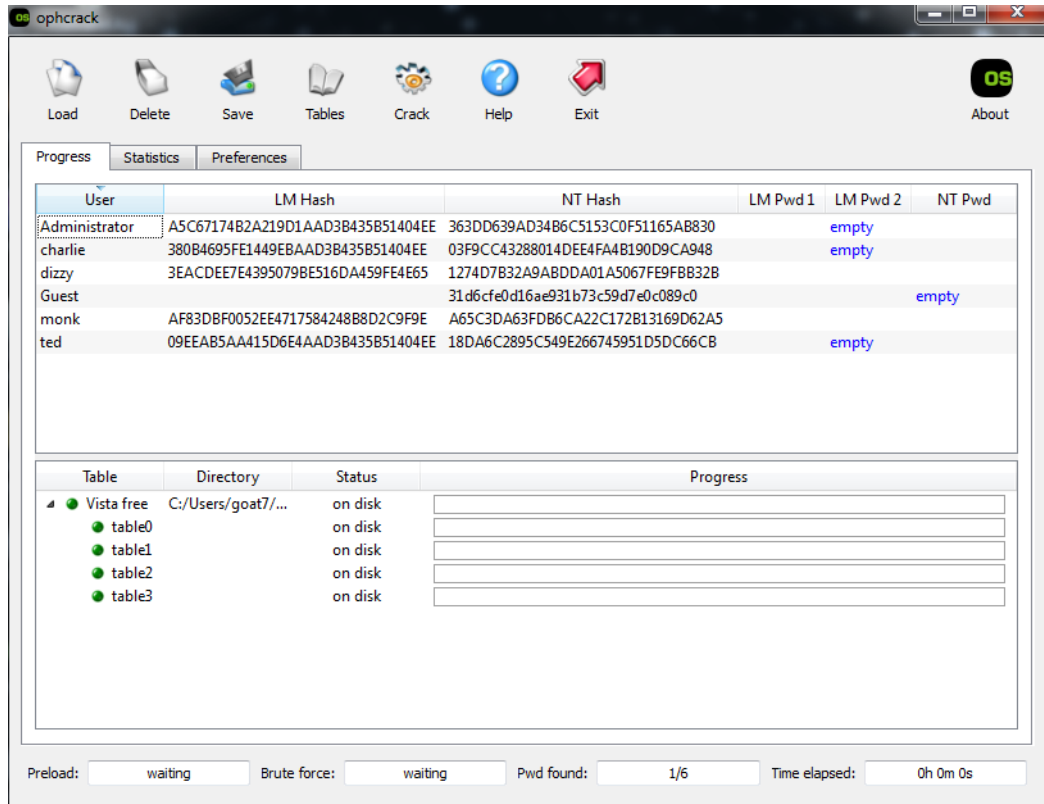 OS ophcrack
Load Delete Save Tables Crack Help Exit OS About
Progress Statistics Preferences
User LM Hash NT Hash LM Pwd 1 LM Pwd 2 NT Pwd
Administrator A5C67174B2A219D1AAD3B435B51404EE 363DD639AD34B6C5153C0F51165AB830 empty
charlie 380B4695FE1449EBAAD3B435B51404EE 03F9CC43288014DEE4FA4B190D9CA948 empty
dizzy 3EACDEE7E4395079BE516DA459FE4E65 1274D7B32A9ABDDA01A5067FE9FBB32B
Guest 31d6cfe0d16ae931b73c59d7e0c089c0 empty
monk AF83DBF0052EE4717584248B8D2C9F9E A65C3DA63FDB6CA22C172B13169D62A5
ted 09EEAB5AA415D6E4AAD3B435B51404EE 18DA6C2895C549E266745951D5DC66CB empty
Table Directory Status Progress
Vista free C:/Users/goat7/... on disk
table0 on disk
table1 on disk
table2 on disk
table3 on disk
Preload: waiting Brute force: waiting Pwd found: 1/6 Time elapsed: 0h 0m 0s